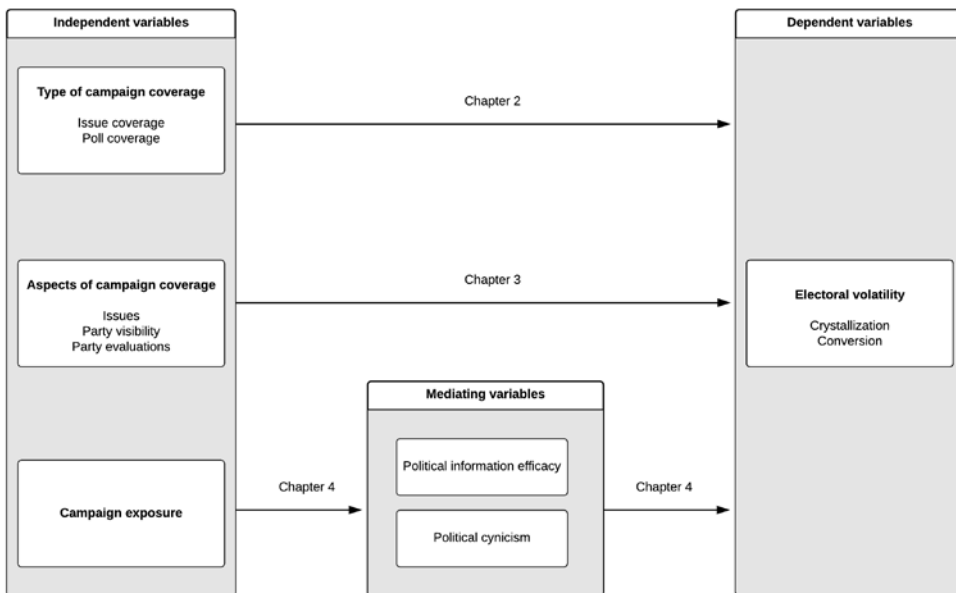 Independent variables
Dependent variables
Type of campaign coverage
Issue coverage
Poll coverage
Chapter 2
Aspects of campaign coverage
Issues
Party visibility
Party evaluations
Chapter 3
Electoral volatility
Crystallization
Conversion
Mediating variables
Political information efficacy
Campaign exposure
Chapter 4
Chapter 4
Political cynicism